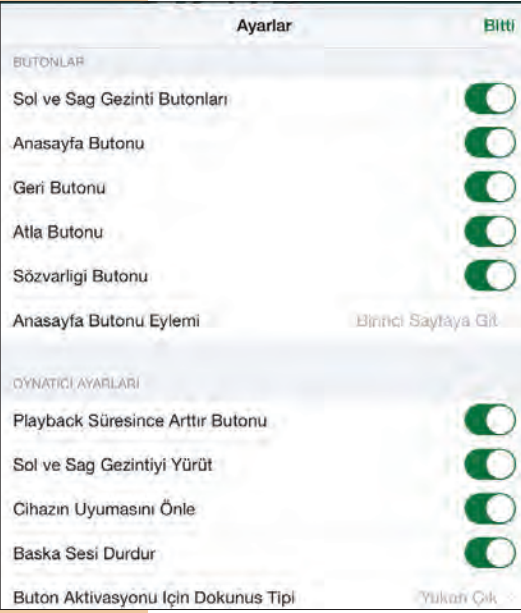 Ayarlar
Bitti
BUTONLAR
Sol ve Sag Gezinti Butonları
Anasayfa Butonu
Geri Butonu
Atla Butonu
Sözvarligi Butonu
Anasayfa Butonu Eylemi
Birinci Sayfaya Git
OYNATICI AYARLARI
Playback Süresince Arttır Butonu
Sol ve Sag Gezintiyi Yürüt
Cihazın Uyumasını Önle
Baska Sesi Durdur
Buton Aktivasyonu Için Dokunus Tipi
Yukarı Çık